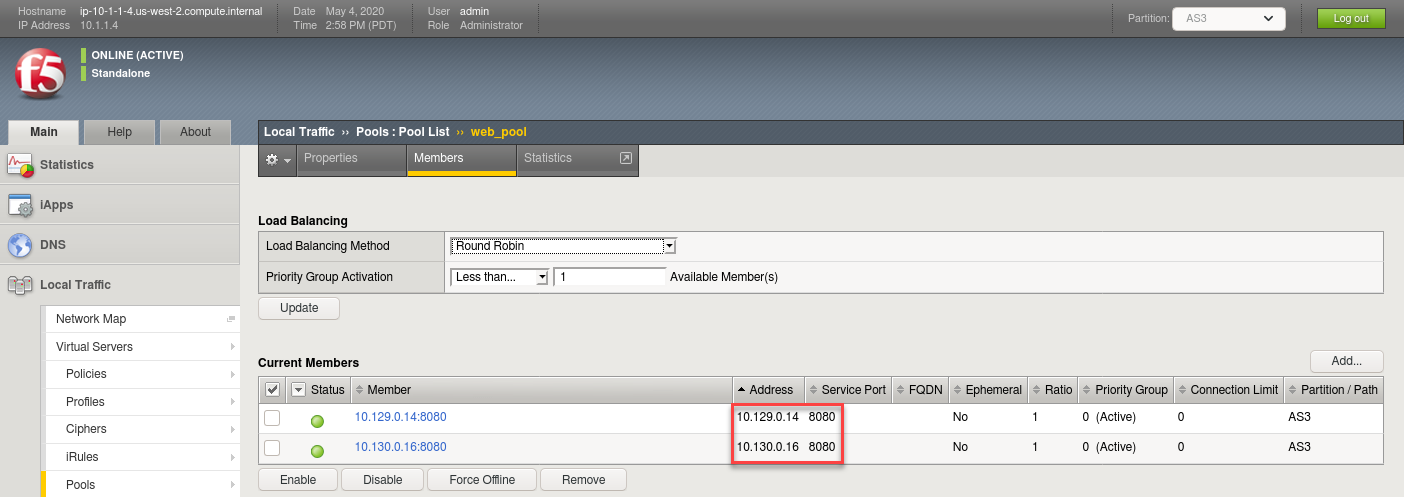 Hostname ip-10-1-1-4.us-west-2.compute.internal Date May 4, 2020 User admin
IP Address 10.1.1.4 Time 2:58 PM (PDT) Role Administrator
Partition: AS3 Log out
f5
ONLINE (ACTIVE)
Standalone
Main Help About
Local Traffic ›› Pools : Pool List ›› web_pool
Properties Members Statistics
Statistics
iApps
DNS
Local Traffic
Network Map
Virtual Servers
Policies
Profiles
Ciphers
iRules
Pools
Load Balancing
Load Balancing Method Round Robin
Priority Group Activation Less than... 1 Available Member(s)
Update
Current Members Add...
Status Member Address Service Port FQDN Ephemeral Ratio Priority Group Connection Limit Partition / Path
10.129.0.14:8080 10.129.0.14 8080 No 1 0 (Active) 0 AS3
10.130.0.16:8080 10.130.0.16 8080 No 1 0 (Active) 0 AS3
Enable Disable Force Offline Remove